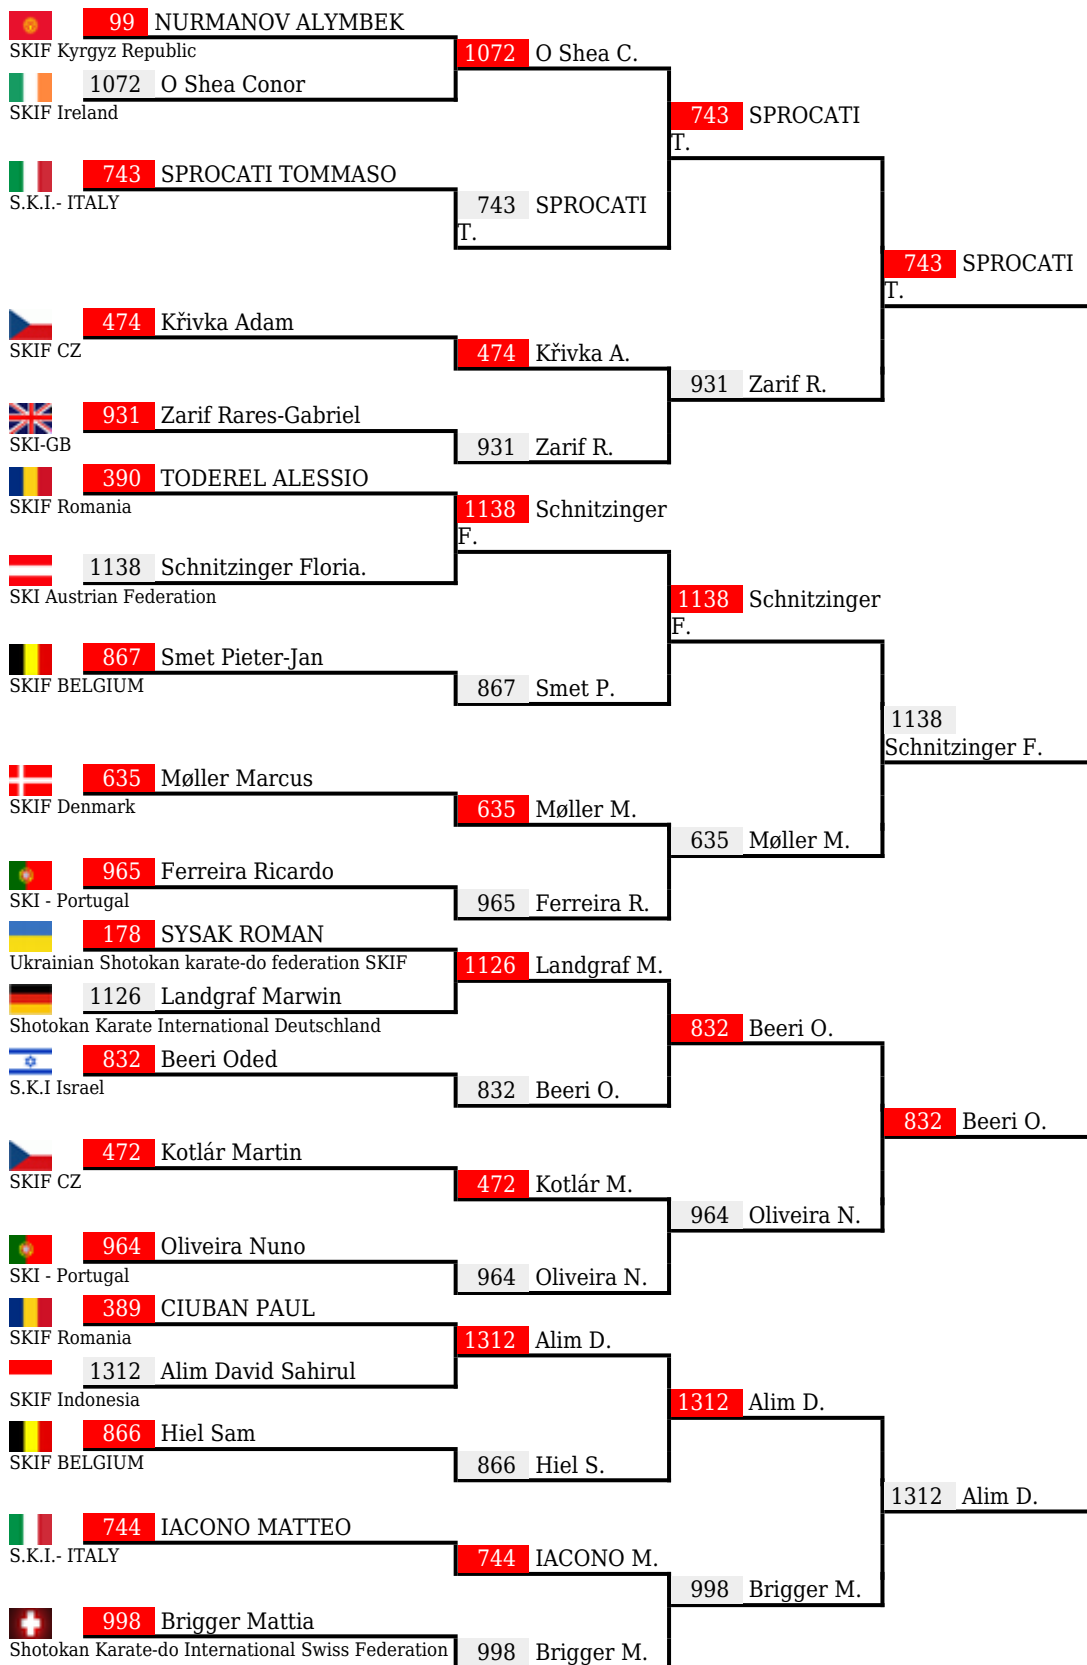 99 NURMANOV ALYMBEK
SKIF Kyrgyz Republic
1072 O Shea C.
1072 O Shea Conor
SKIF Ireland
743 SPROCATI
T.
743 SPROCATI TOMMASO
S.K.I.- ITALY
743 SPROCATI
T.
743 SPROCATI
T.
474 Křivka Adam
SKIF CZ
474 Křivka A.
931 Zarif R.
931 Zarif Rares-Gabriel
SKI-GB
931 Zarif R.
390 TODEREL ALESSIO
SKIF Romania
1138 Schnitzinger
F.
1138 Schnitzinger Floria.
SKI Austrian Federation
1138 Schnitzinger
F.
867 Smet Pieter-Jan
SKIF BELGIUM
867 Smet P.
1138
Schnitzinger F.
635 Møller Marcus
SKIF Denmark
635 Møller M.
635 Møller M.
965 Ferreira Ricardo
SKI - Portugal
965 Ferreira R.
178 SYSAK ROMAN
Ukrainian Shotokan karate-do federation SKIF
1126 Landgraf M.
1126 Landgraf Marwin
Shotokan Karate International Deutschland
832 Beeri O.
832 Beeri Oded
S.K.I Israel
832 Beeri O.
832 Beeri O.
472 Kotlár Martin
SKIF CZ
472 Kotlár M.
964 Oliveira N.
964 Oliveira Nuno
SKI - Portugal
964 Oliveira N.
389 CIUBAN PAUL
SKIF Romania
1312 Alim D.
1312 Alim David Sahirul
SKIF Indonesia
1312 Alim D.
866 Hiel Sam
SKIF BELGIUM
866 Hiel S.
1312 Alim D.
744 IACONO MATTEO
S.K.I.- ITALY
744 IACONO M.
998 Brigger M.
998 Brigger Mattia
Shotokan Karate-do International Swiss Federation
998 Brigger M.